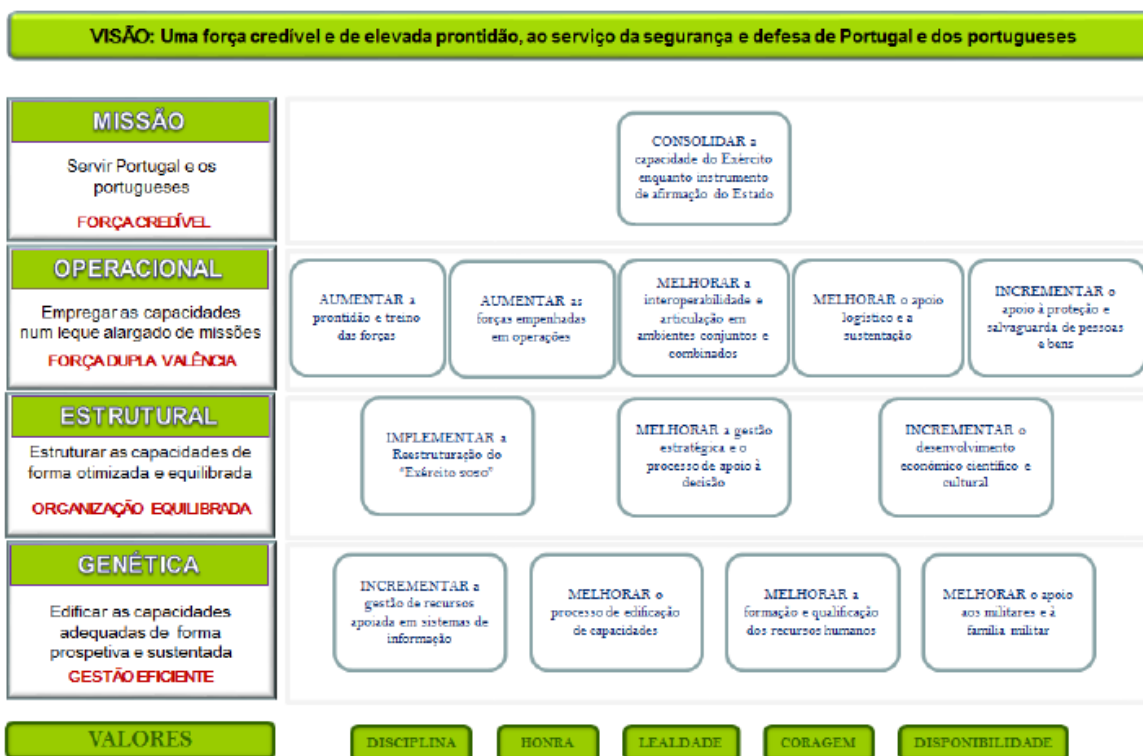 VISÃO: Uma força credível e de elevada prontidão, ao serviço da segurança e defesa de Portugal e dos portugueses
MISSÃO
Servir Portugal e os
portugueses
FORÇA CREDÍVEL
CONSOLIDAR a
capacidade do Exército
enquanto instrumento
de afirmação do Estado
OPERACIONAL
Empregar as capacidades
num leque alargado de missões
FORÇA DUPLA VALÊNCIA
AUMENTAR a
prontidão e treino
das forças
AUMENTAR as
forças empenhadas
em operações
MELHORAR a
interoperabilidade e
articulação em
ambientes conjuntos e
combinados
MELHORAR o apoio
logístico e a
sustentação
INCREMENTAR o
apoio à proteção e
salvaguarda de pessoas
e bens
ESTRUTURAL
Estruturar as capacidades de
forma otimizada e equilibrada
ORGANIZAÇÃO EQUILIBRADA
IMPLEMENTAR a
Reestruturação do
"Exército 2020"
MELHORAR a gestão
estratégica e o
processo de apoio à
decisão
INCREMENTAR o
desenvolvimento
económico científico e
cultural
GENÉTICA
Edificar as capacidades
adequadas de forma
prospetiva e sustentada
GESTÃO EFICIENTE
INCREMENTAR a
gestão de recursos
apoiada em sistemas de
informação
MELHORAR o
processo de edificação
de capacidades
MELHORAR a
formação e qualificação
dos recursos humanos
MELHORAR o apoio
aos militares e à
família militar
VALORES
DISCIPLINA
HONRA
LEALDADE
CORAGEM
DISPONIBILIDADE